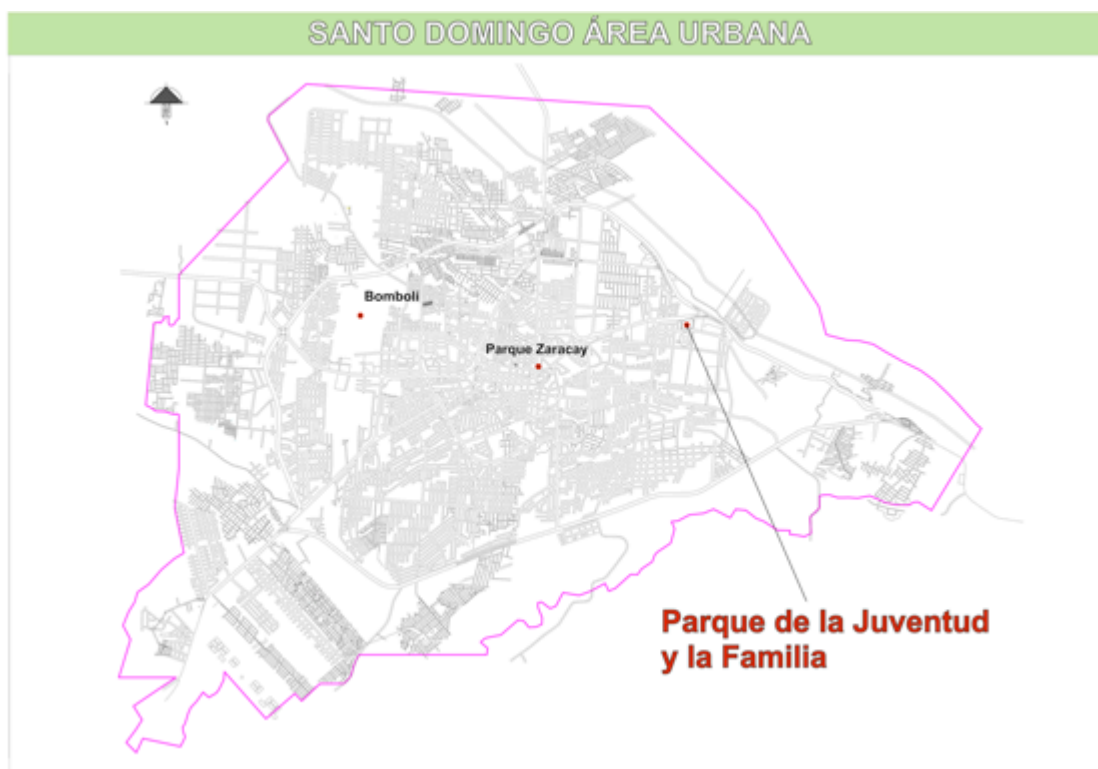 SANTO DOMINGO ÁREA URBANA
Bomboli
Parque Zaracay
Parque de la Juventud
y la Familia